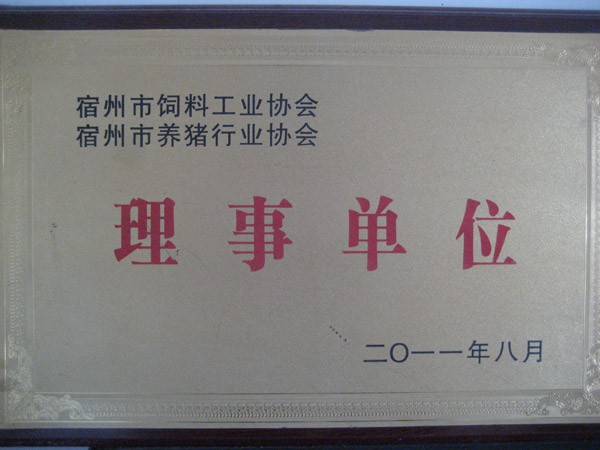 宿州市饲料工业协会
宿州市养猪行业协会
理事单位
二〇一一年八月